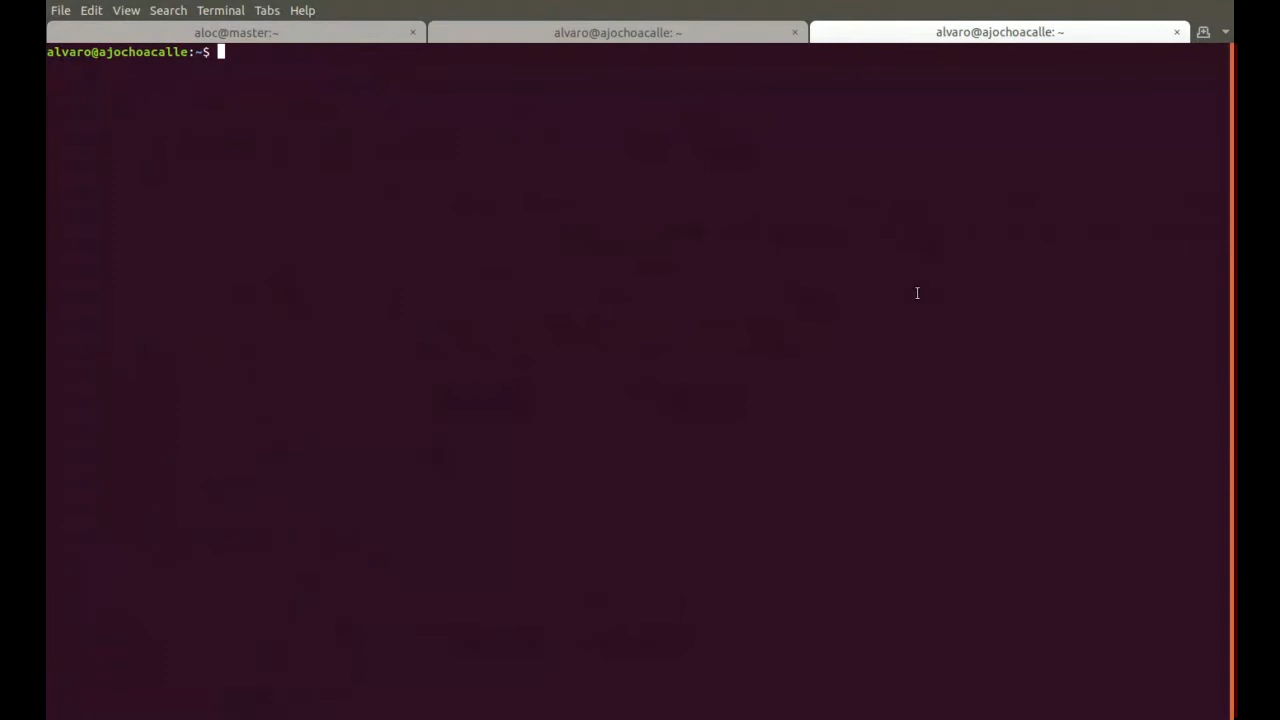 File Edit View Search Terminal Tabs Help
aloc@master:~ × alvaro@ajochoacalle: ~ × alvaro@ajochoacalle: ~ ×
alvaro@ajochoacalle:~$